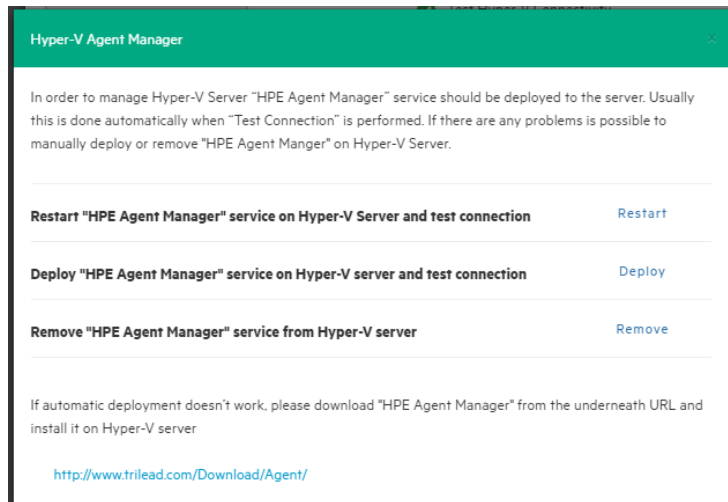 Test Hyper-V Connectivity
Hyper-V Agent Manager
In order to manage Hyper-V Server “HPE Agent Manager” service should be deployed to the server. Usually
this is done automatically when “Test Connection” is performed. If there are any problems is possible to
manually deploy or remove "HPE Agent Manger" on Hyper-V Server.
Restart "HPE Agent Manager" service on Hyper-V Server and test connection Restart
Deploy "HPE Agent Manager" service on Hyper-V server and test connection Deploy
Remove "HPE Agent Manager" service from Hyper-V server Remove
If automatic deployment doesn't work, please download "HPE Agent Manager" from the underneath URL and
install it on Hyper-V server
http://www.trilead.com/Download/Agent/